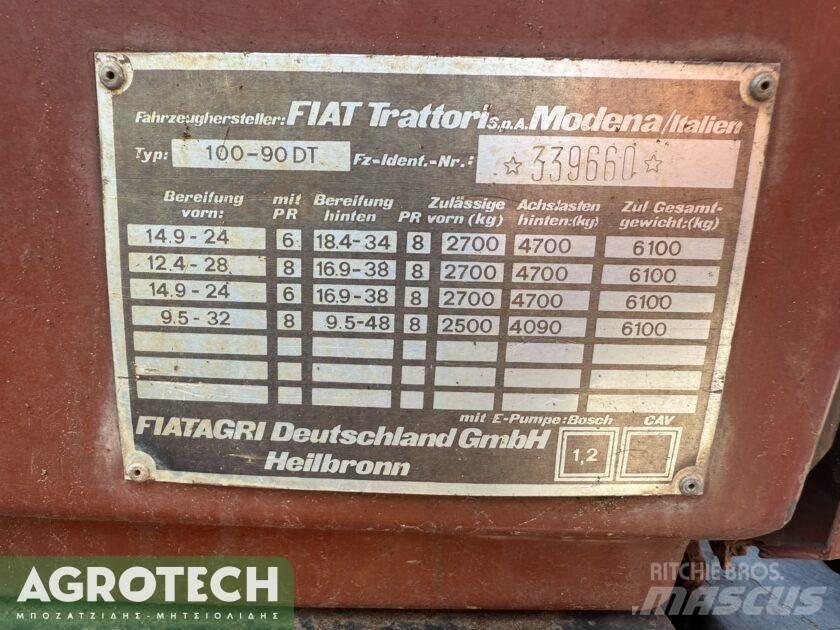 Fahrzeughersteller: FIAT Trattori S.p.A. Modena/Italien
Typ: 100-90 DT Fz-Ident.-Nr.: ☆339660☆
Bereifung vorn: mit PR Bereifung hinten PR Zulässige vorn (kg) Achslasten hinten:(kg) Zul Gesamt-gewicht:(kg)
14.9-24 6 18.4-34 8 2700 4700 6100
12.4-28 8 16.9-38 8 2700 4700 6100
14.9-24 6 16.9-38 8 2700 4700 6100
9.5-32 8 9.5-48 8 2500 4090 6100
mit E-Pumpe: Bosch CAV
FIATAGRI Deutschland GmbH
1,2
Heilbronn
AGROTECH
ΜΠΟΖΑΤΖΙΔΗΣ-ΜΗΤΣΙΟΛΙΔΗΣ
RITCHIE BROS.
MASCUS